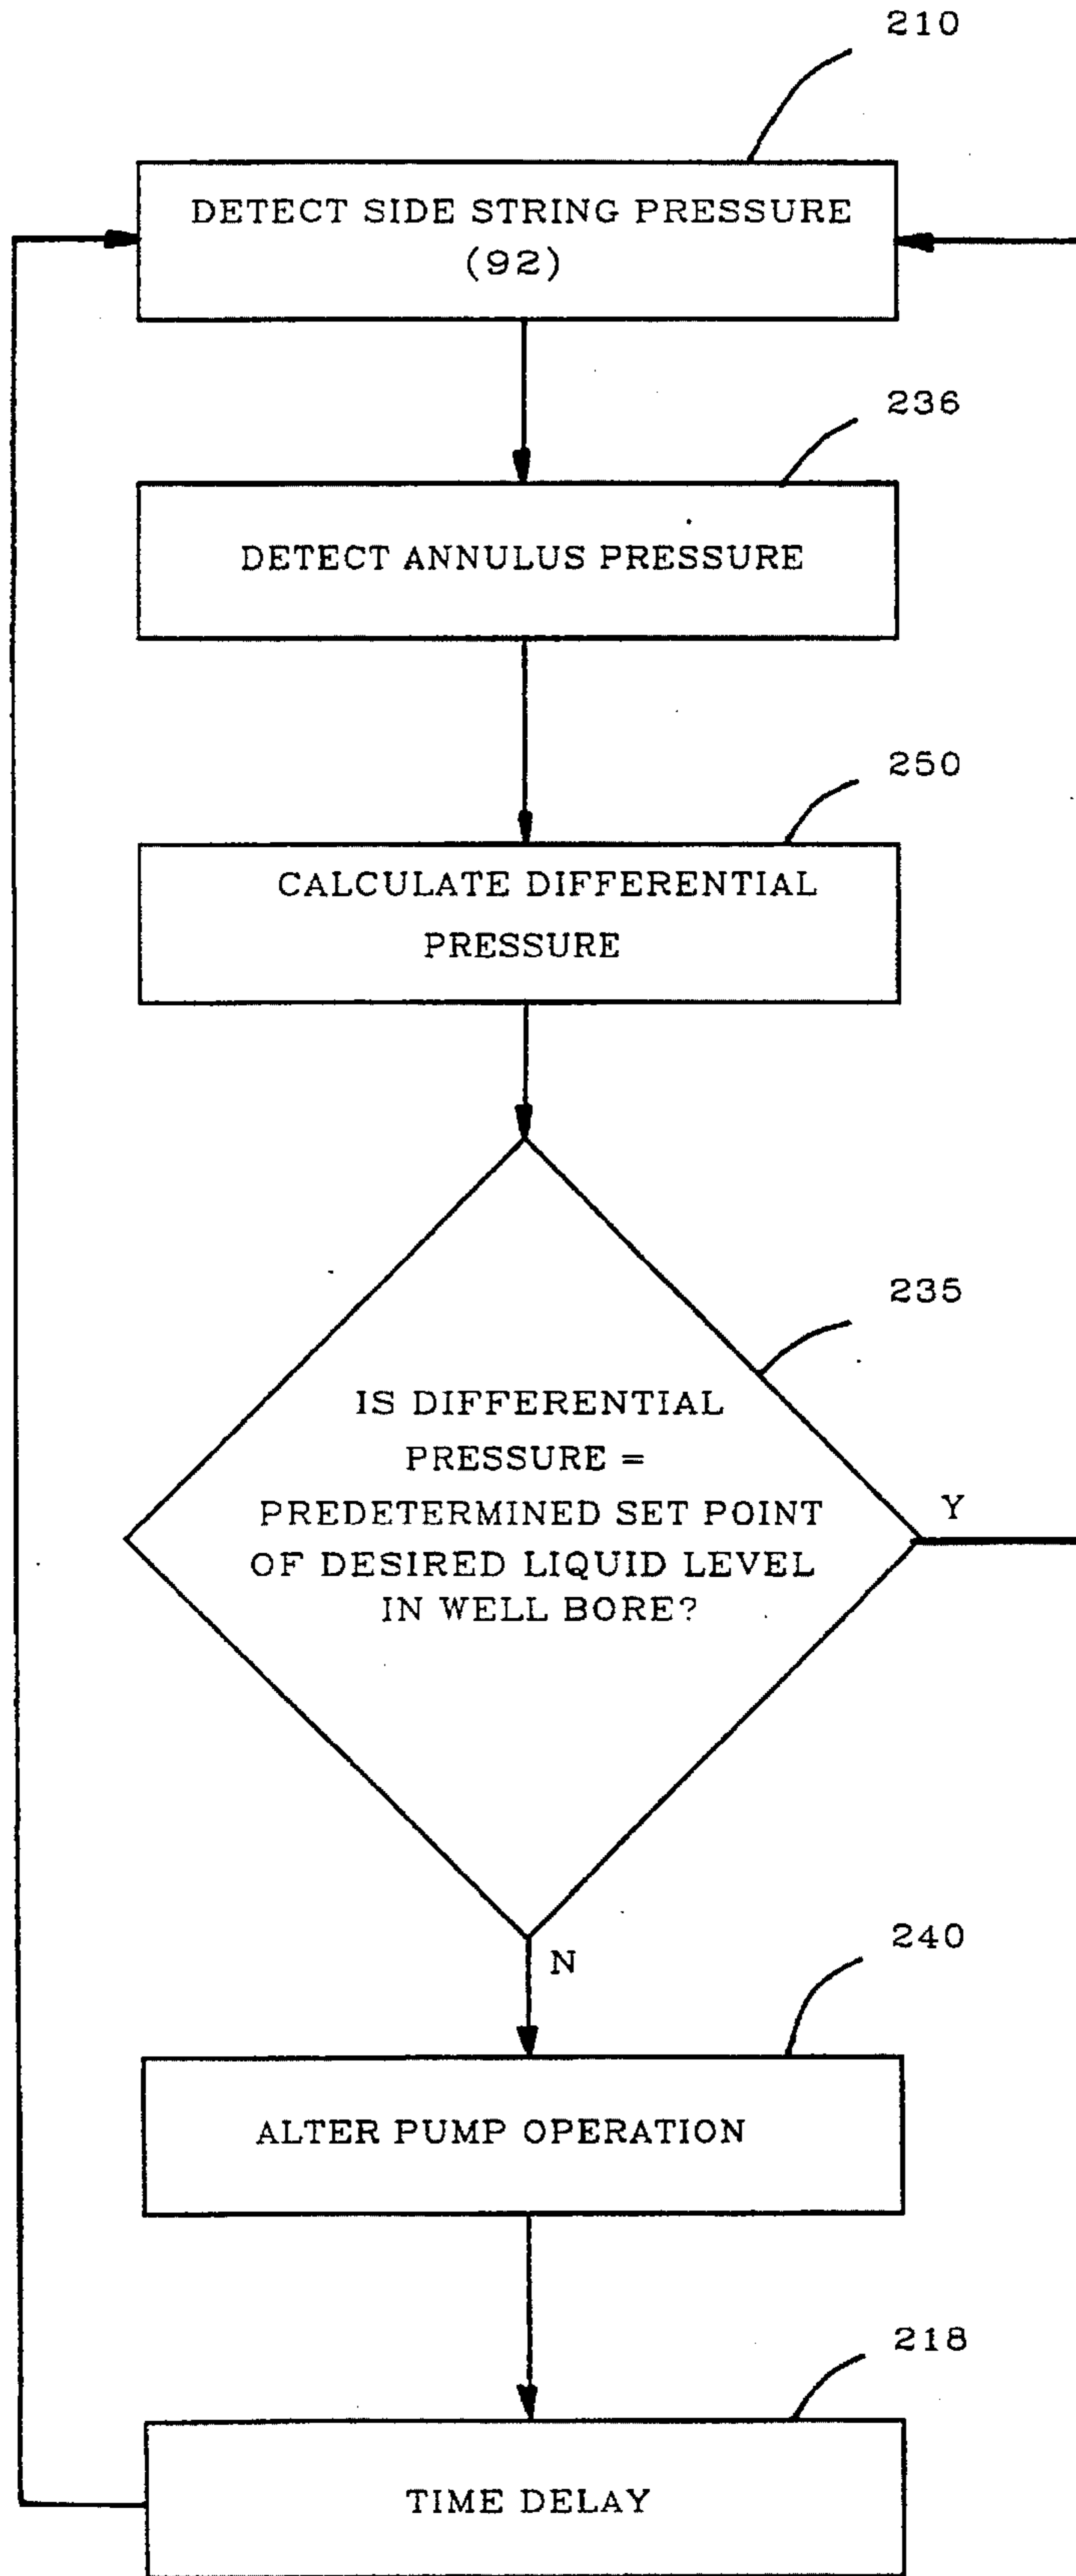 210
DETECT SIDE STRING PRESSURE
(92)
236
DETECT ANNULUS PRESSURE
250
CALCULATE DIFFERENTIAL
PRESSURE
235
IS DIFFERENTIAL
PRESSURE =
PREDETERMINED SET POINT
OF DESIRED LIQUID LEVEL
IN WELL BORE?
Y
N
240
ALTER PUMP OPERATION
218
TIME DELAY